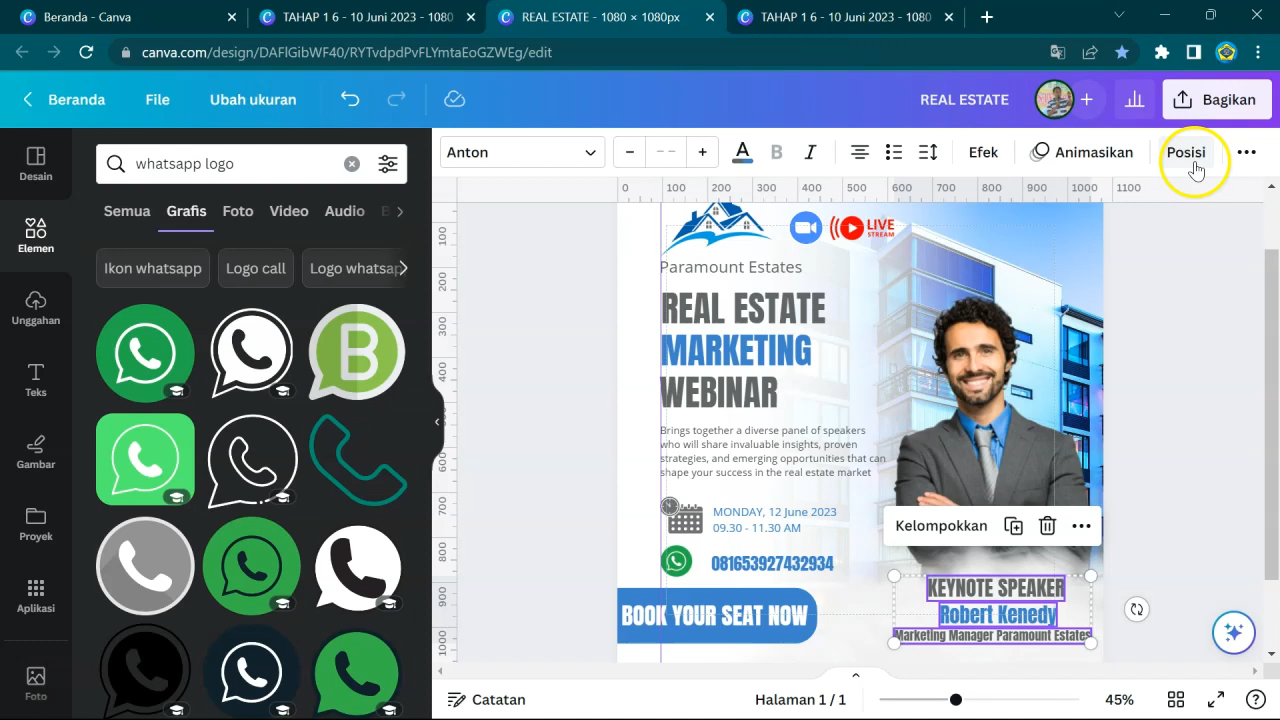 Beranda - Canva
TAHAP 1 6 - 10 Juni 2023 - 1080
REAL ESTATE - 1080 × 1080px
TAHAP 1 6 - 10 Juni 2023 - 1080
canva.com/design/DAFlGibWF40/RYTvdpdPvFLYmtaEoGZWEg/edit
Beranda
File
Ubah ukuran
REAL ESTATE
Bagikan
Desain
Elemen
Unggahan
Teks
Gambar
Proyek
Aplikasi
Foto
whatsapp logo
Semua
Grafis
Foto
Video
Audio
B
Ikon whatsapp
Logo call
Logo whatsap
B
Anton
– –
A
B
I
Efek
Animasikan
Posisi
0 100 200 300 400 500 600 700 800 900 1000 1100
100
200
300
400
600
700
800
900
1000
LIVE
STREAM
Paramount Estates
REAL ESTATE
MARKETING
WEBINAR
Brings together a diverse panel of speakers
who will share invaluable insights, proven
strategies, and emerging opportunities that can
shape your success in the real estate market
MONDAY, 12 June 2023
09.30 - 11.30 AM
081653927432934
BOOK YOUR SEAT NOW
Kelompokkan
KEYNOTE SPEAKER
Robert Kenedy
Marketing Manager Paramount Estates
Catatan
Halaman 1 / 1
45%